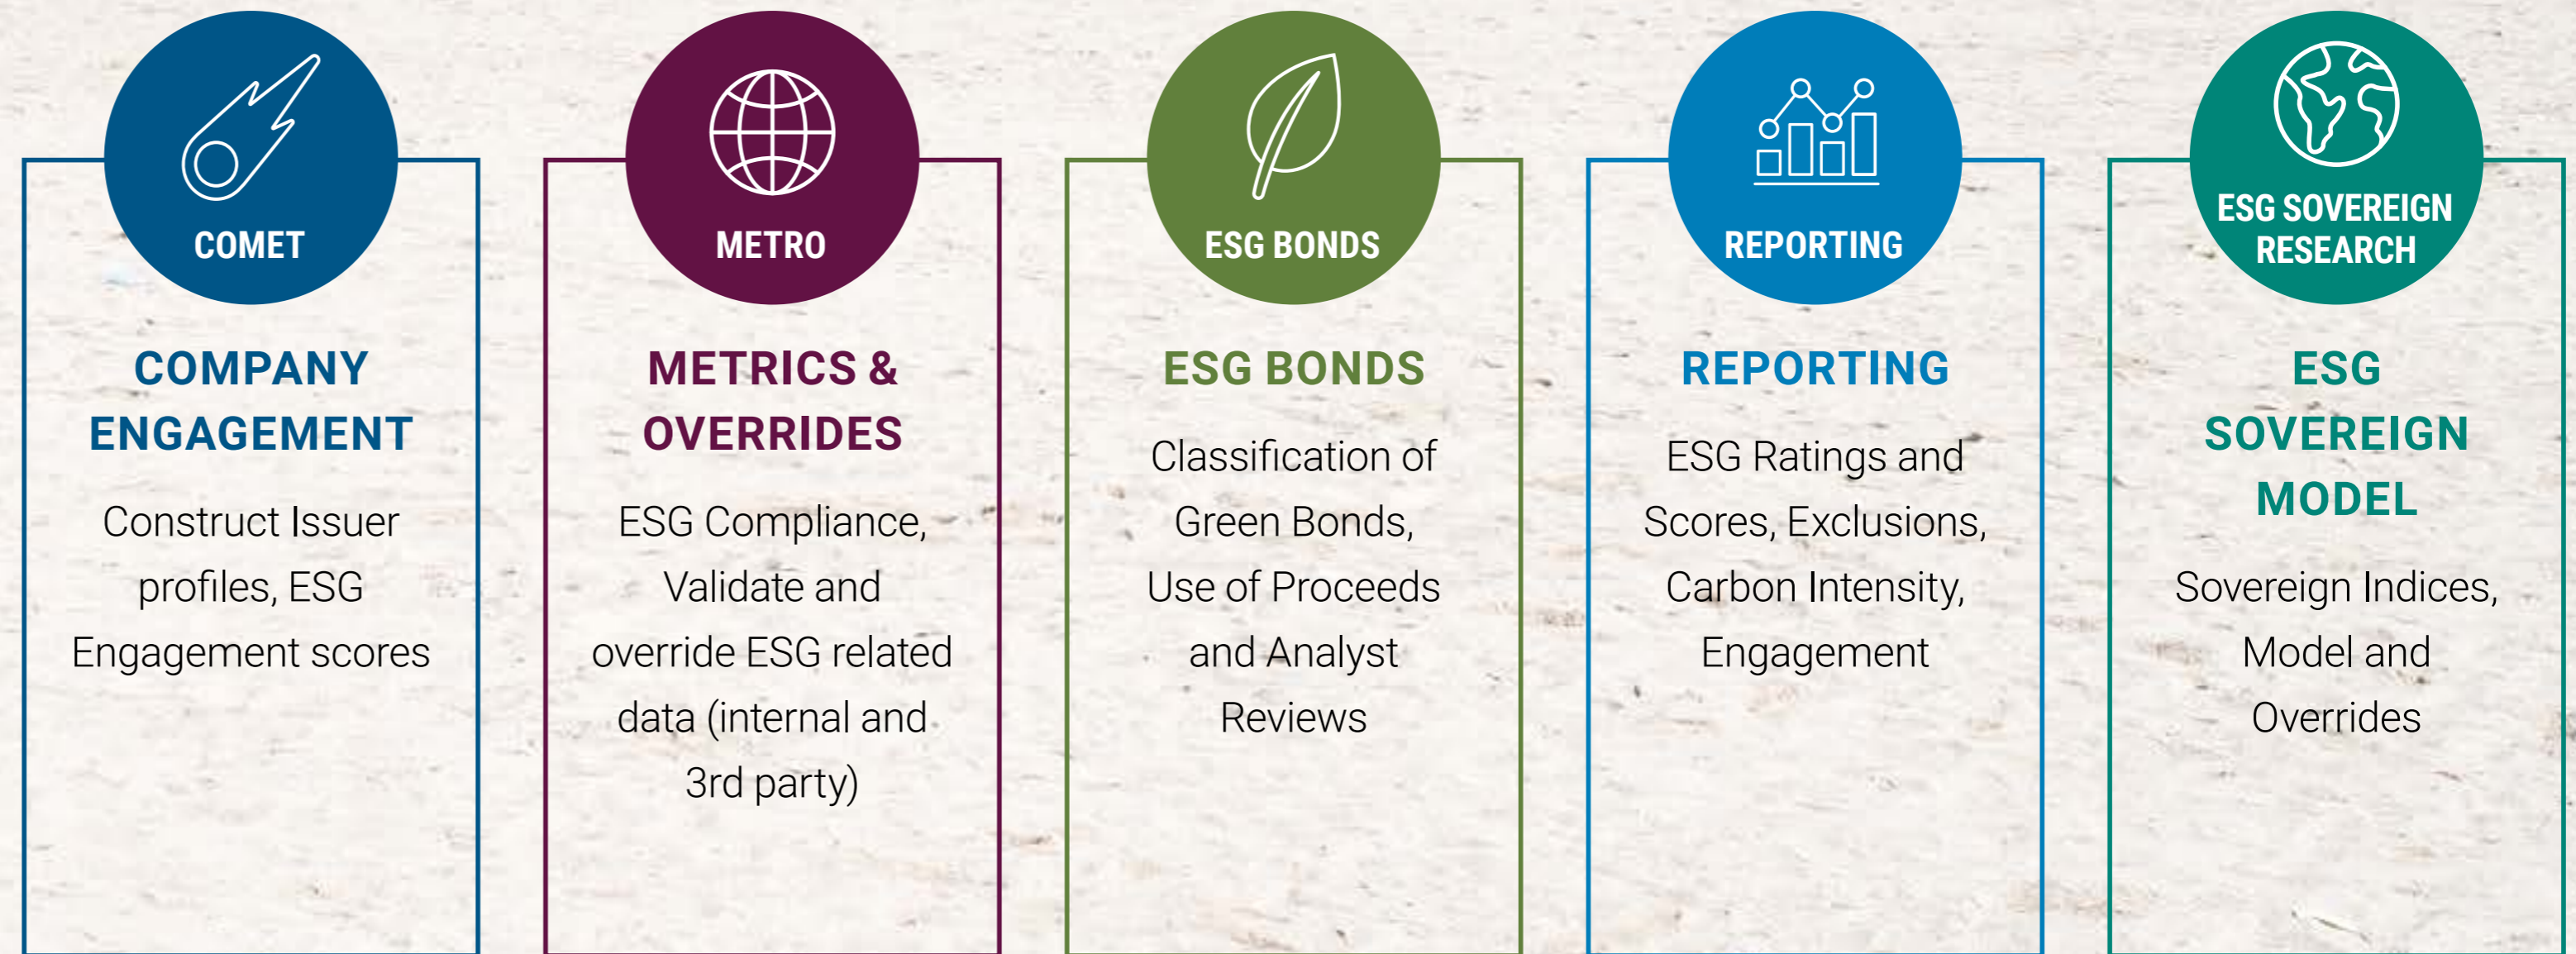 COMET
COMPANY
ENGAGEMENT
Construct Issuer
profiles, ESG
Engagement scores
METRO
METRICS &
OVERRIDES
ESG Compliance,
Validate and
override ESG related
data (internal and
3rd party)
ESG BONDS
ESG BONDS
Classification of
Green Bonds,
Use of Proceeds
and Analyst
Reviews
REPORTING
REPORTING
ESG Ratings and
Scores, Exclusions,
Carbon Intensity,
Engagement
ESG SOVEREIGN
RESEARCH
ESG
SOVEREIGN
MODEL
Sovereign Indices,
Model and
Overrides